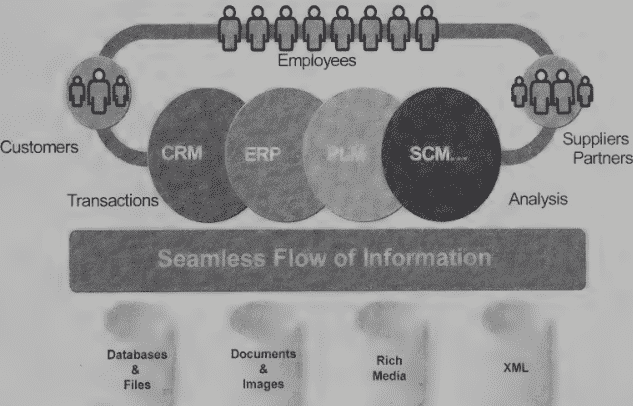 Employees
Customers
Suppliers
Partners
CRM
ERP
PLM
SCM...
Transactions
Analysis
Seamless Flow of Information
Databases
&
Files
Documents
&
Images
Rich
Media
XML